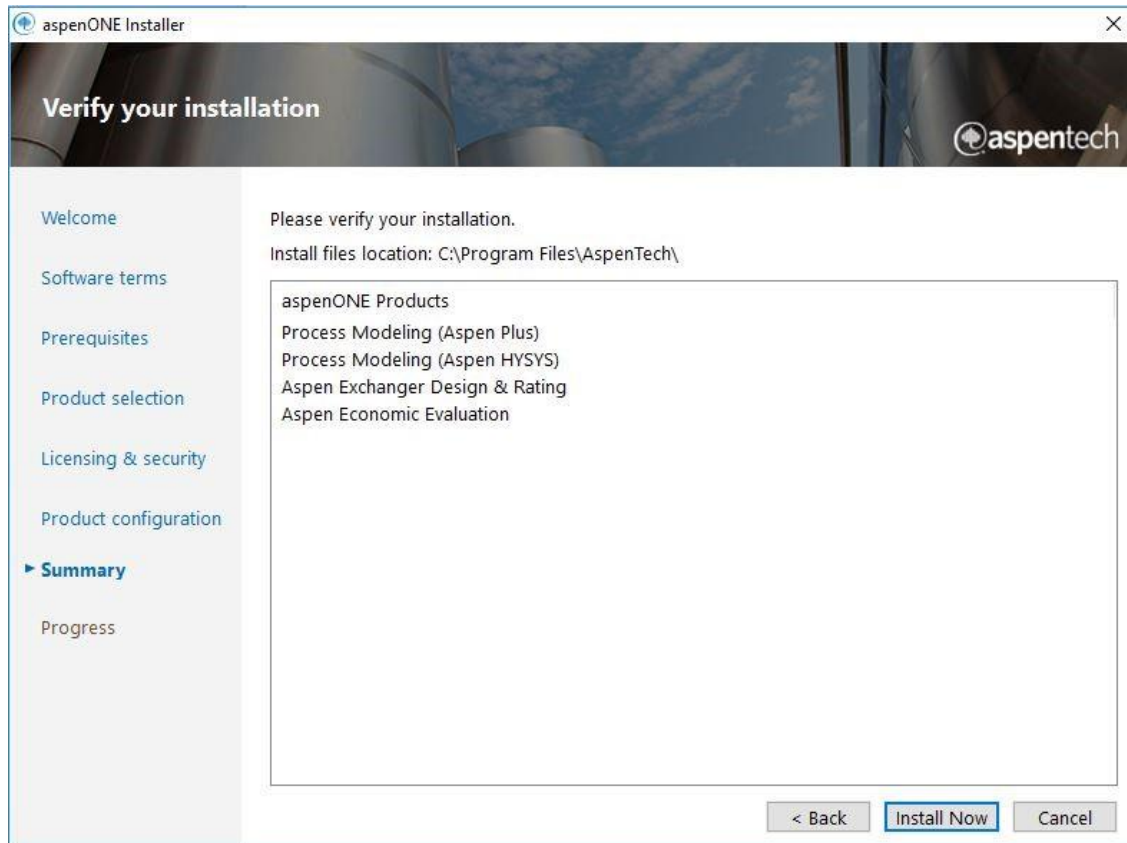 aspenONE Installer
Verify your installation
aspentech
Welcome
Software terms
Prerequisites
Product selection
Licensing & security
Product configuration
Summary
Progress
Please verify your installation.
Install files location: C:\Program Files\AspenTech\
aspenONE Products
Process Modeling (Aspen Plus)
Process Modeling (Aspen HYSYS)
Aspen Exchanger Design & Rating
Aspen Economic Evaluation
< Back
Install Now
Cancel